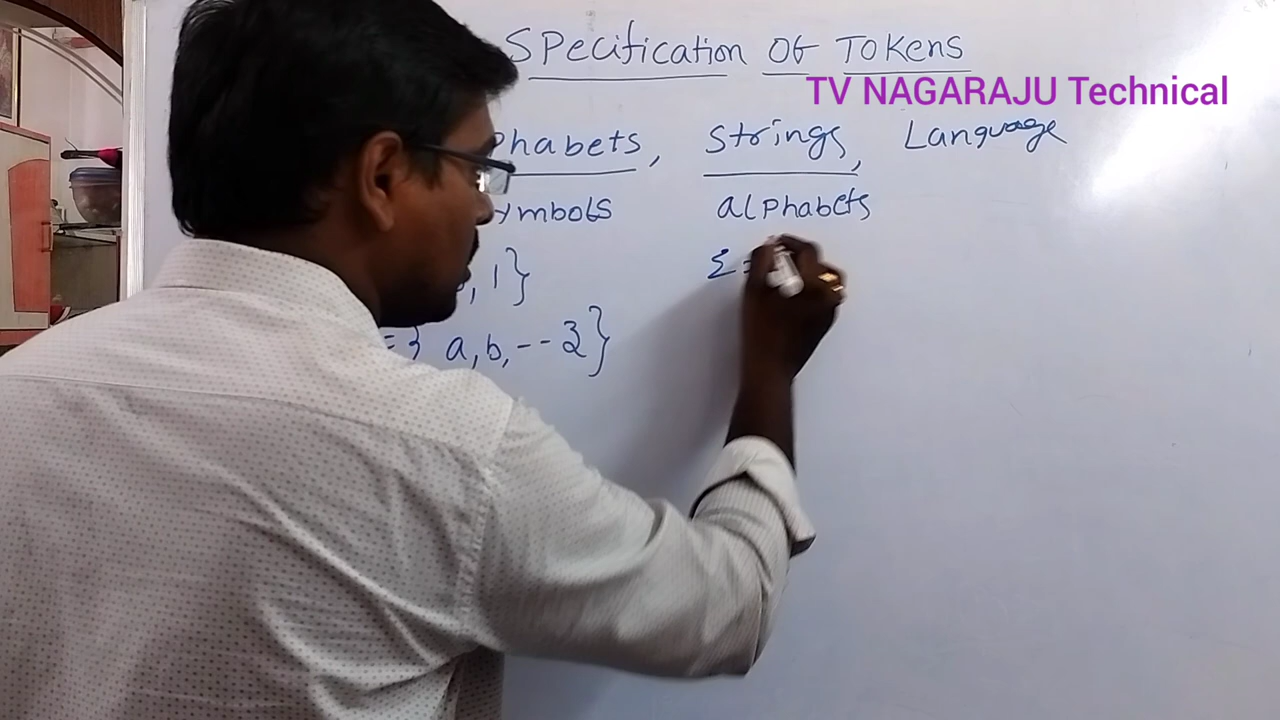 SPecification OF TOKENS
TV NAGARAJU Technical
phabets, Strings, Language
ymbols alphabets
, 1} Σ =
= { a, b, -- z}